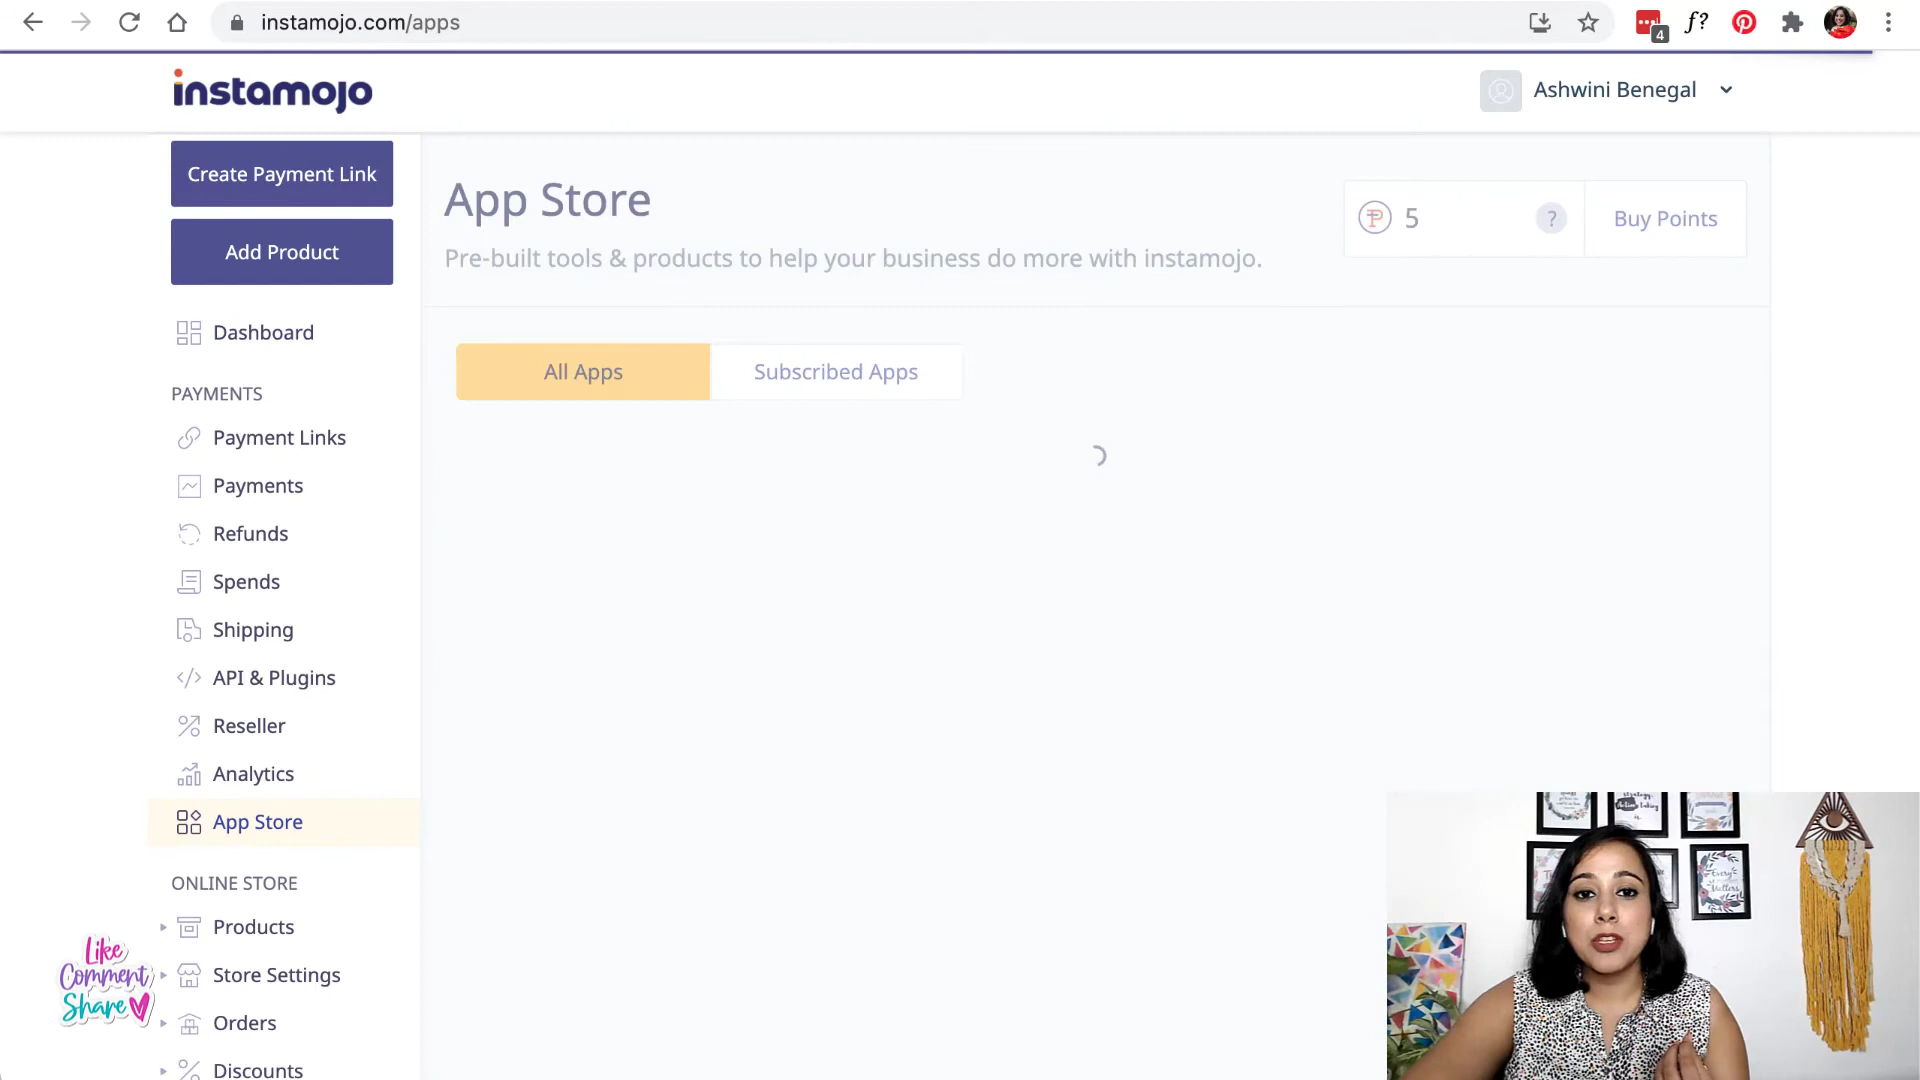 instamojo.com/apps
4
f?
instamojo
Ashwini Benegal
Create Payment Link
Add Product
Dashboard
PAYMENTS
Payment Links
Payments
Refunds
Spends
Shipping
API & Plugins
Reseller
Analytics
App Store
ONLINE STORE
Products
Store Settings
Orders
Discounts
App Store
Pre-built tools & products to help your business do more with instamojo.
5
?
Buy Points
All Apps
Subscribed Apps
Like
Comment
Share